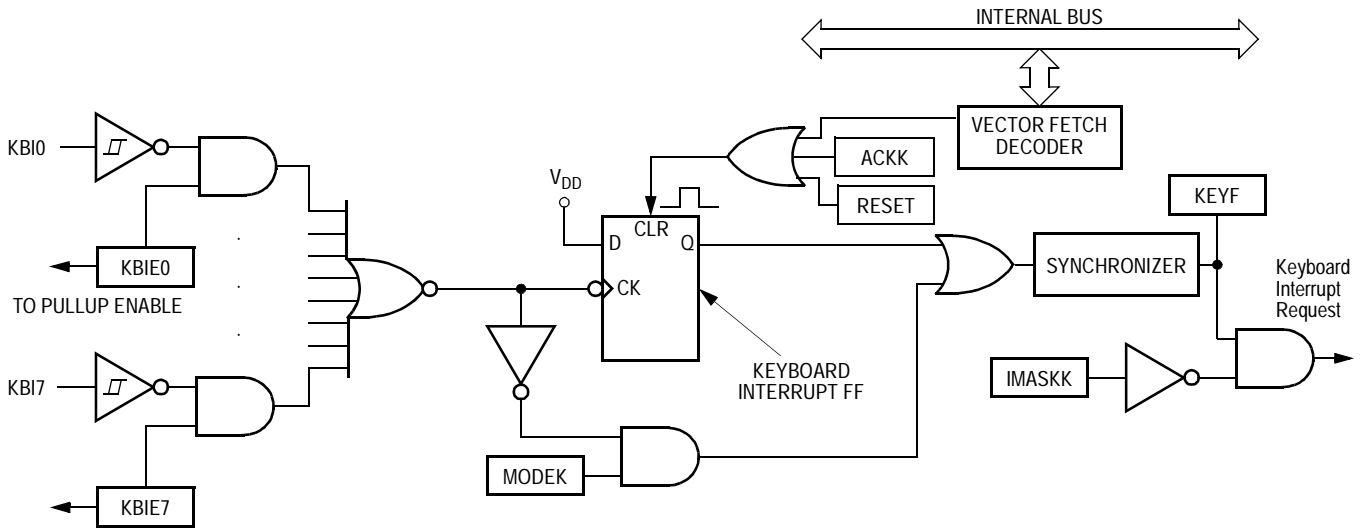 INTERNAL BUS
VECTOR FETCH
DECODER
KBI0
ACKK
VDD
RESET
KEYF
CLR
D
Q
KBIE0
SYNCHRONIZER
Keyboard
Interrupt
Request
CK
TO PULLUP ENABLE
KBI7
KEYBOARD
INTERRUPT FF
IMASKK
MODEK
KBIE7